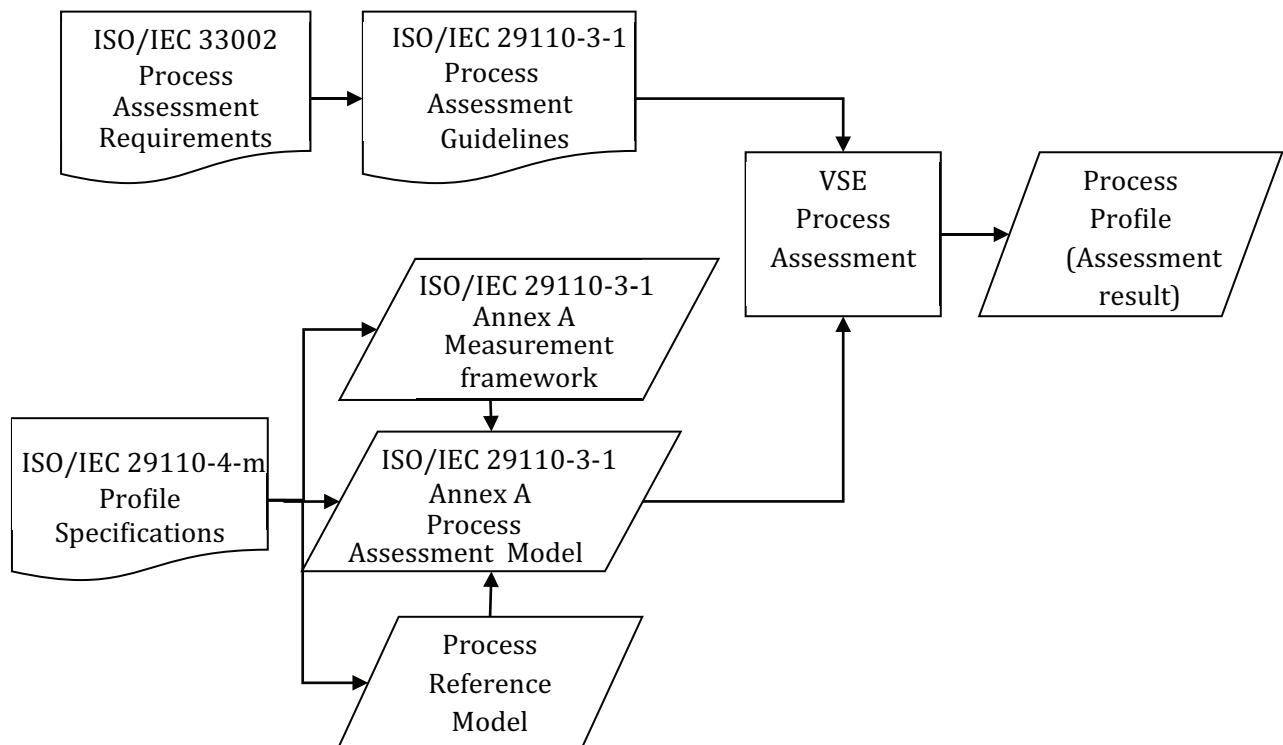 ISO/IEC 33002
Process
Assessment
Requirements
ISO/IEC 29110-3-1
Process
Assessment
Guidelines
VSE
Process
Assessment
Process
Profile
(Assessment
result)
ISO/IEC 29110-3-1
Annex A
Measurement
framework
ISO/IEC 29110-4-m
Profile
Specifications
ISO/IEC 29110-3-1
Annex A
Process
Assessment Model
Process
Reference
Model